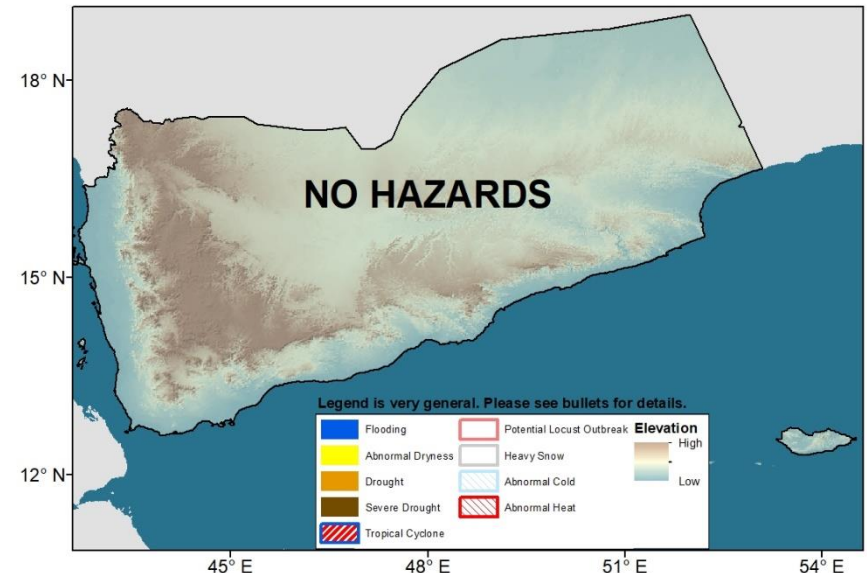 18° N
NO HAZARDS
15° N
12° N
Legend is very general. Please see bullets for details.
Flooding
Potential Locust Outbreak
Elevation
High
Abnormal Dryness
Heavy Snow
Low
Drought
Abnormal Cold
Severe Drought
Abnormal Heat
Tropical Cyclone
45° E
48° E
51° E
54° E